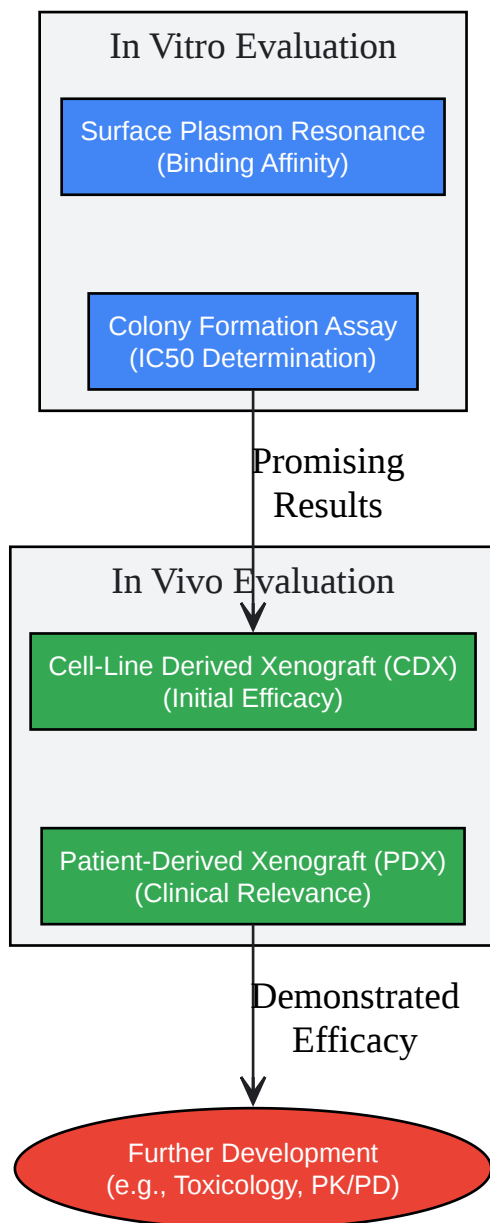 In Vitro Evaluation
Surface Plasmon Resonance
(Binding Affinity)
Colony Formation Assay
(IC50 Determination)
Promising
Results
In Vivo Evaluation
Cell-Line Derived Xenograft (CDX)
(Initial Efficacy)
Patient-Derived Xenograft (PDX)
(Clinical Relevance)
Demonstrated
Efficacy
Further Development
(e.g., Toxicology, PK/PD)